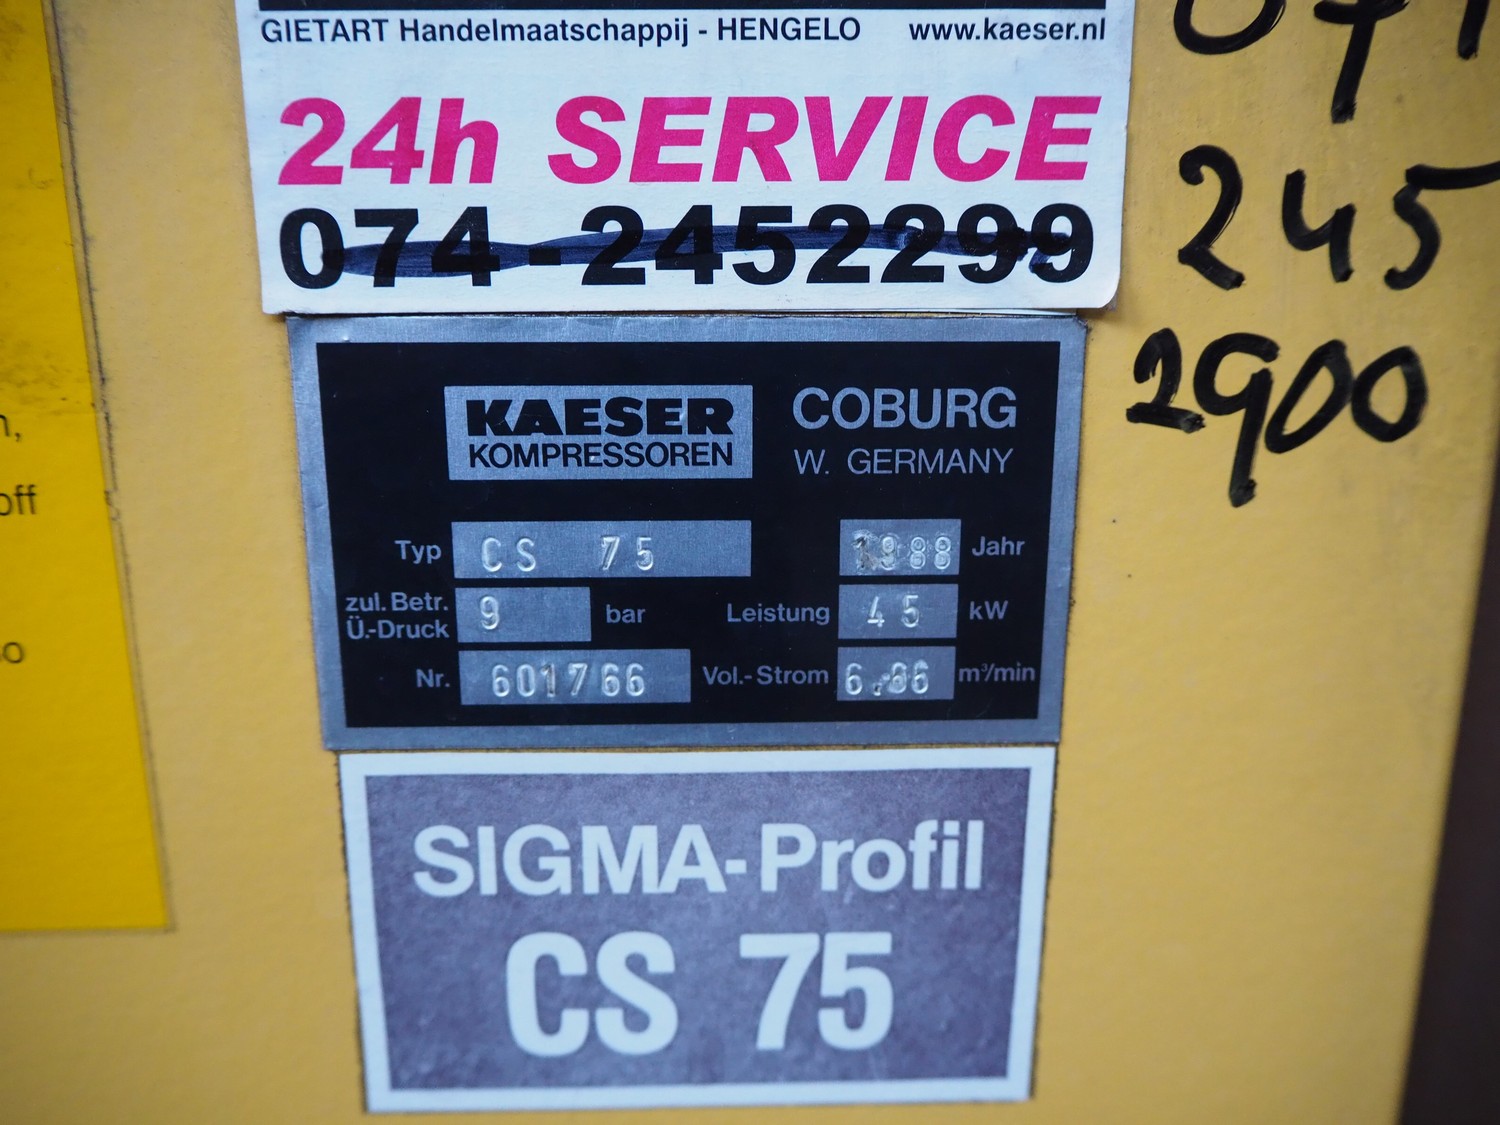 GIETART Handelmaatschappij - HENGELO www.kaeser.nl
24h SERVICE
074-2452299
245
2900
KAESER
KOMPRESSOREN
COBURG
W. GERMANY
Typ CS 75 1988 Jahr
zul. Betr. Ü.-Druck 9 bar Leistung 45 kW
Nr. 601766 Vol.-Strom m³/min
SIGMA-Profil
CS 75
off